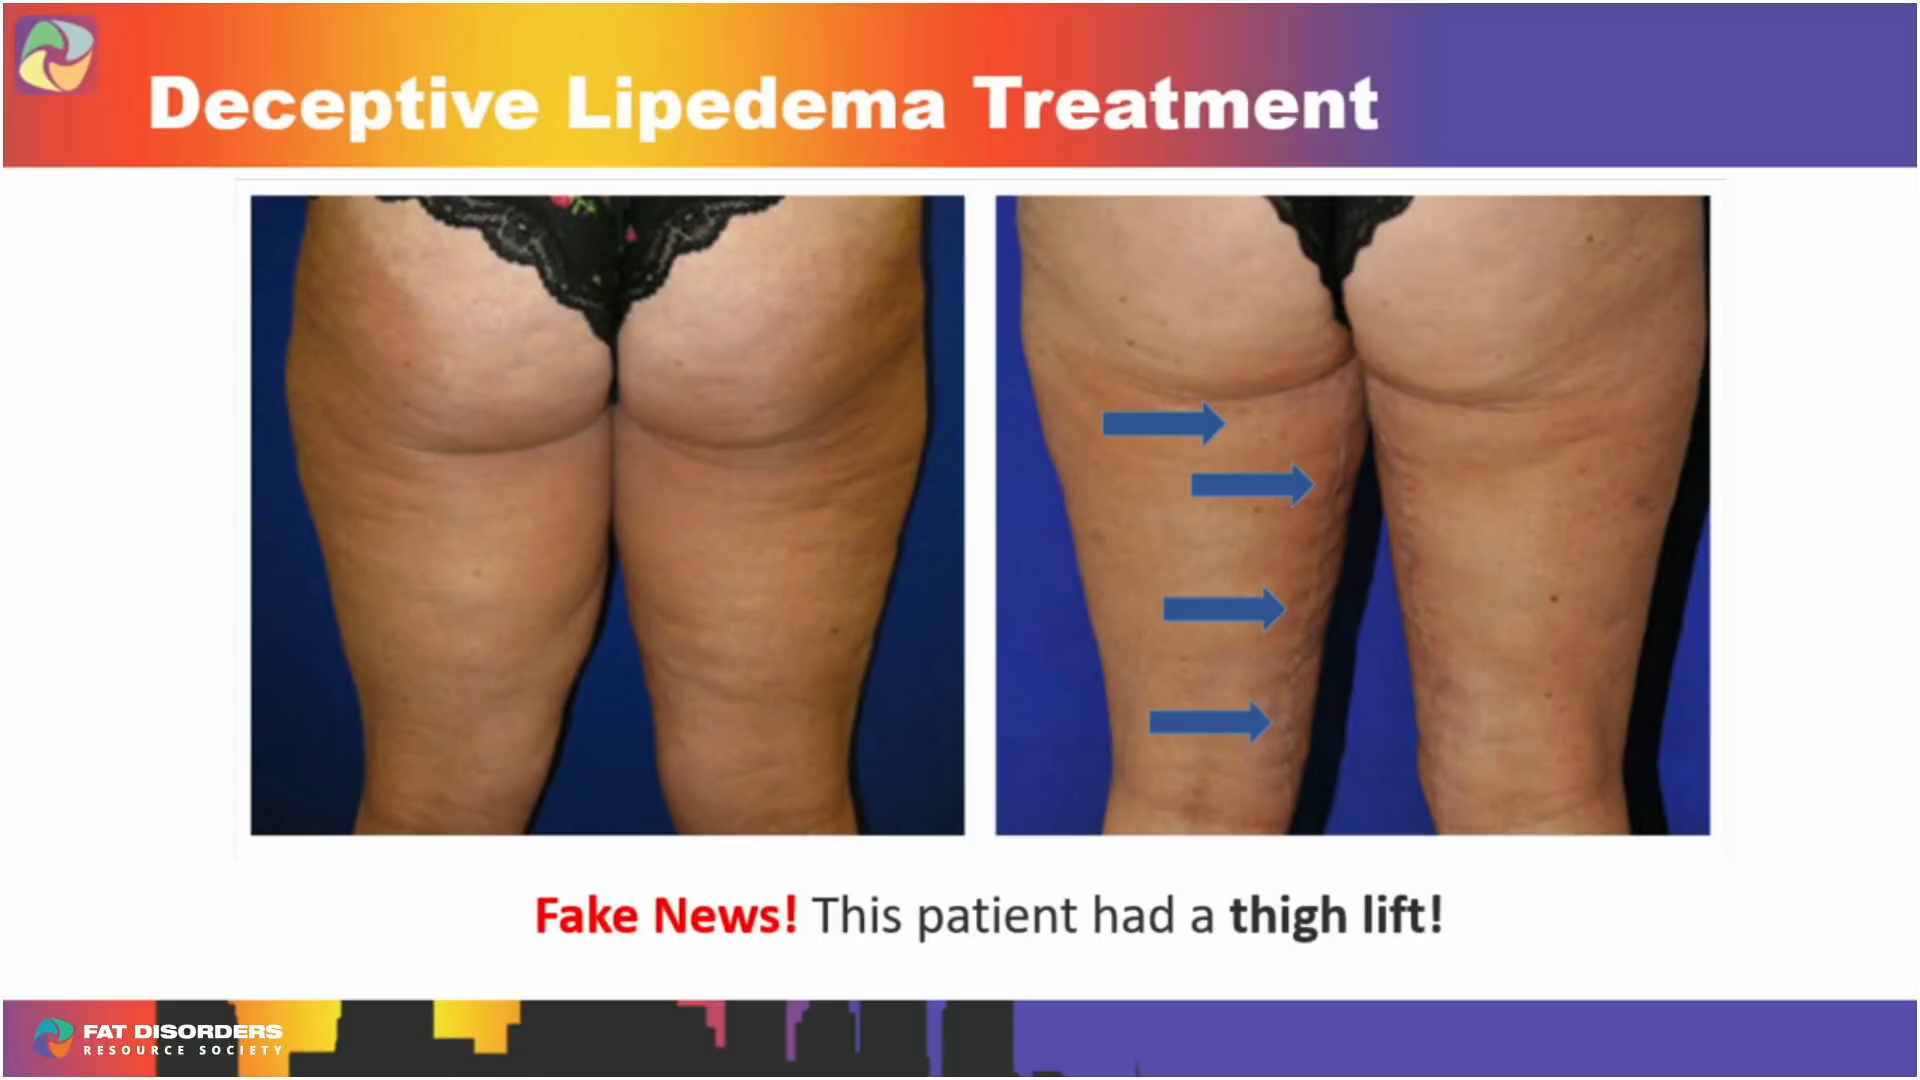 Deceptive Lipedema Treatment
Fake News! This patient had a thigh lift!
FAT DISORDERS
RESOURCE SOCIETY